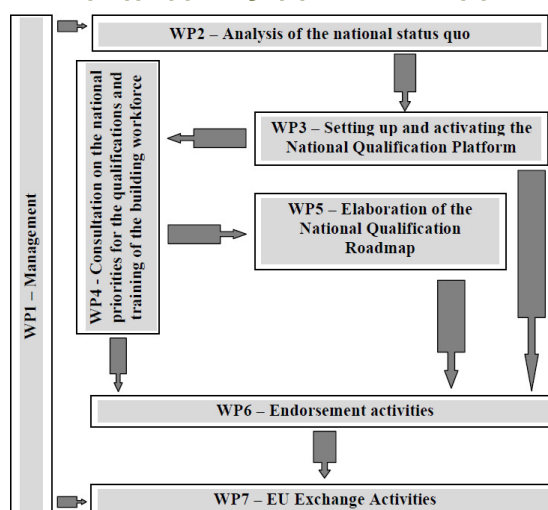 WP1 – Management
WP2 – Analysis of the national status quo
WP3 – Setting up and activating the
National Qualification Platform
WP4 - Consultation on the national
priorities for the qualifications and
training of the building workforce
WP5 – Elaboration of the
National Qualification
Roadmap
WP6 – Endorsement activities
WP7 – EU Exchange Activities